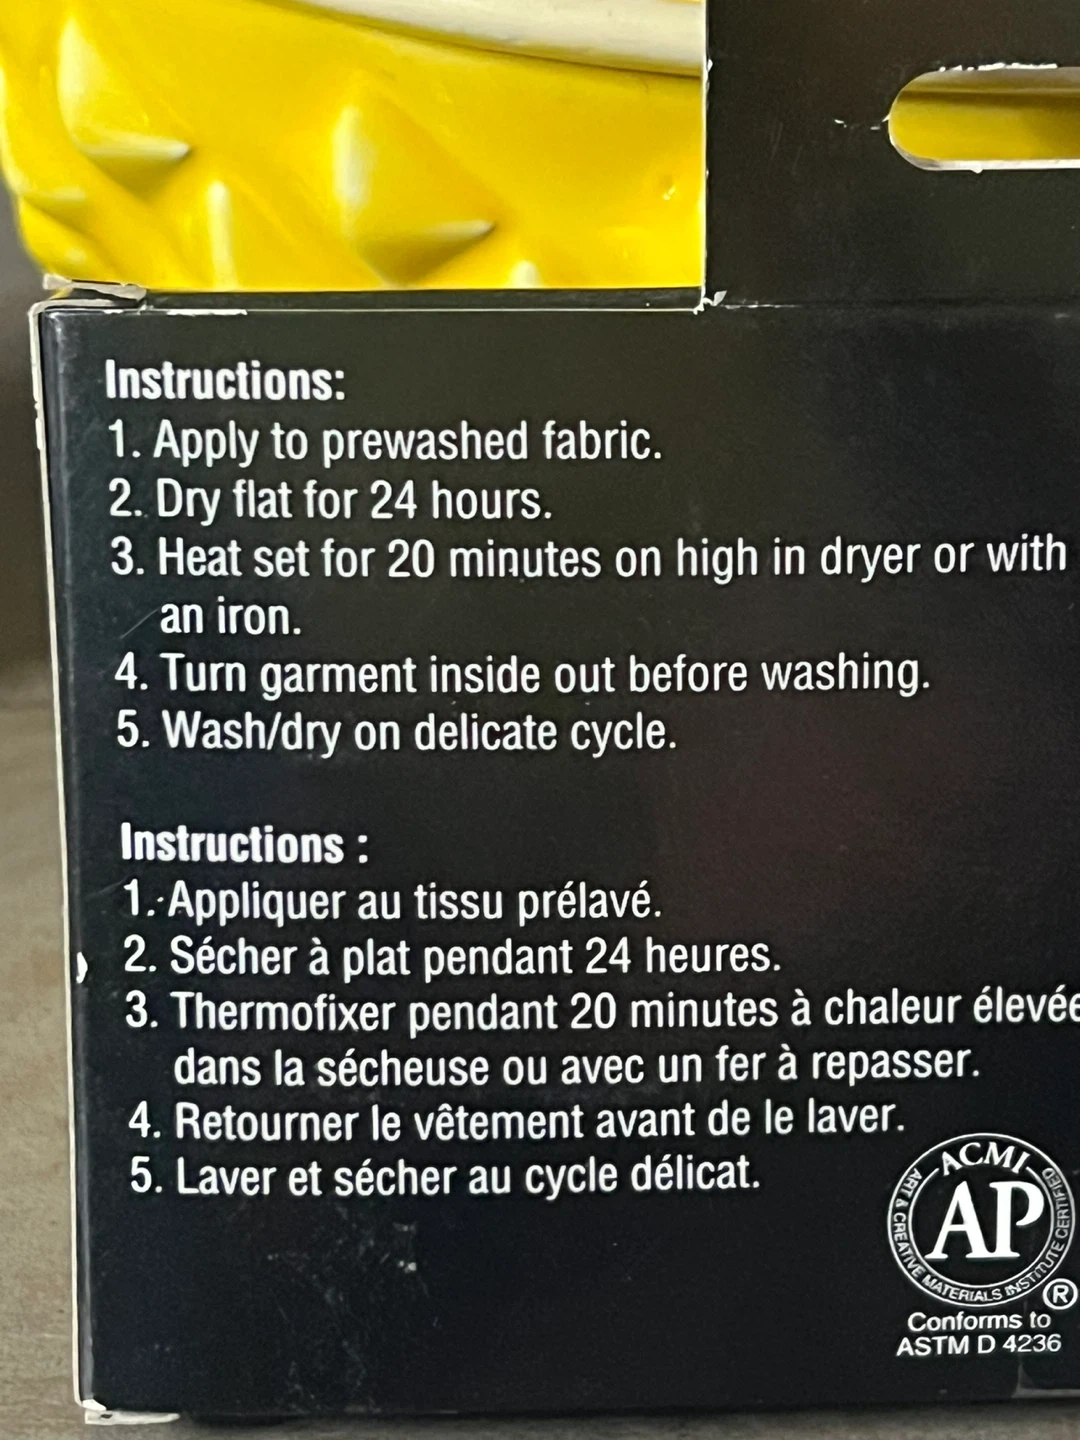 Instructions:
1. Apply to prewashed fabric.
2. Dry flat for 24 hours.
3. Heat set for 20 minutes on high in dryer or with
an iron.
4. Turn garment inside out before washing.
5. Wash/dry on delicate cycle.
Instructions :
1. Appliquer au tissu prélavé.
2. Sécher à plat pendant 24 heures.
3. Thermofixer pendant 20 minutes à chaleur élevée
dans la sécheuse ou avec un fer à repasser.
4. Retourner le vêtement avant de le laver.
5. Laver et sécher au cycle délicat.
ACMI
AP
ART & CREATIVE MATERIALS INSTITUTE CERTIFIED
®
Conforms to
ASTM D 4236